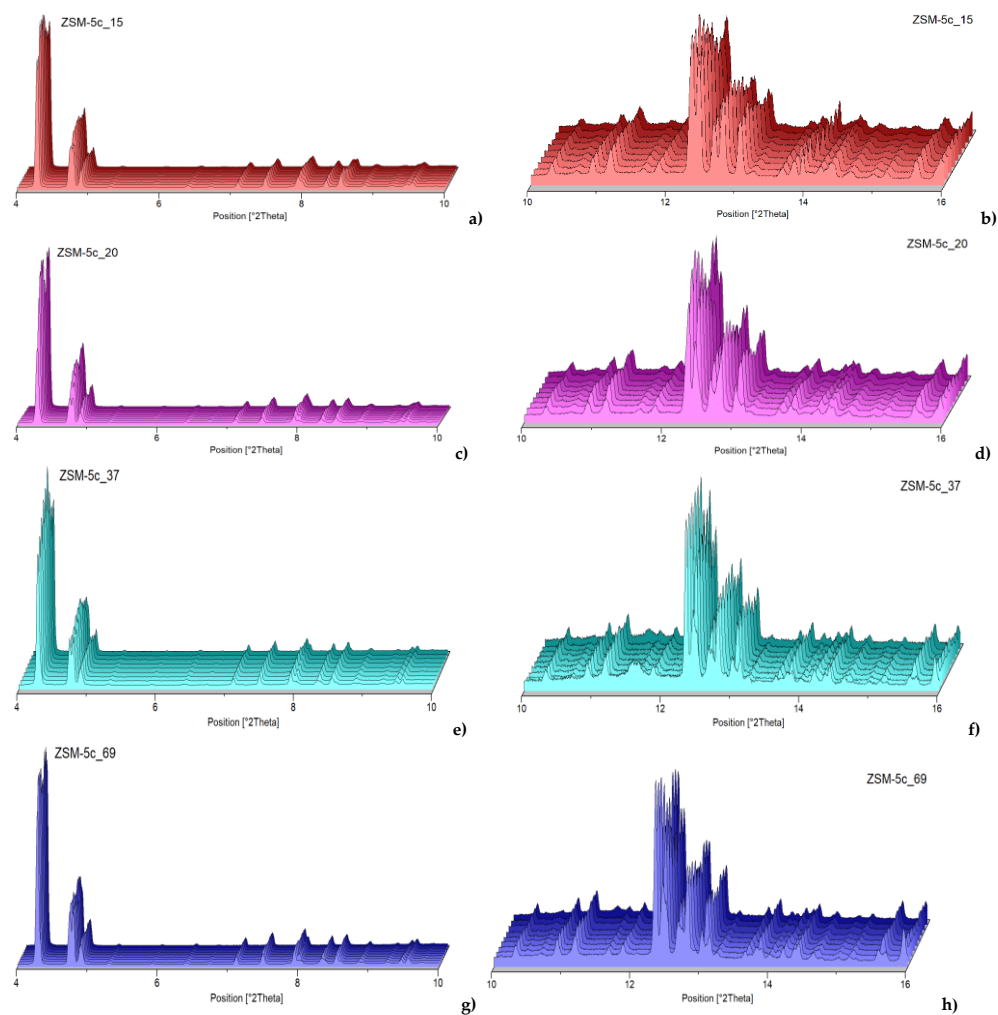 ZSM-5c_15
4 6 8 10
Position [°2Theta]
a)
ZSM-5c_15
10 12 14 16
Position [°2Theta]
b)
ZSM-5c_20
4 6 8 10
Position [°2Theta]
c)
ZSM-5c_20
10 12 14 16
Position [°2Theta]
d)
ZSM-5c_37
4 6 8 10
Position [°2Theta]
e)
ZSM-5c_37
10 12 14 16
Position [°2Theta]
f)
ZSM-5c_69
4 6 8 10
Position [°2Theta]
g)
ZSM-5c_69
10 12 14 16
Position [°2Theta]
h)